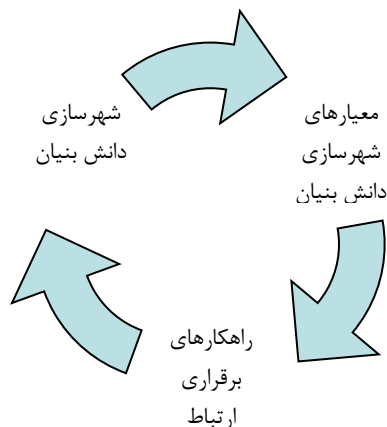 شهرسازی
دانش بنیان
معیارهای
شهرسازی
دانش بنیان
راهکارهای
برقراری
ارتباط